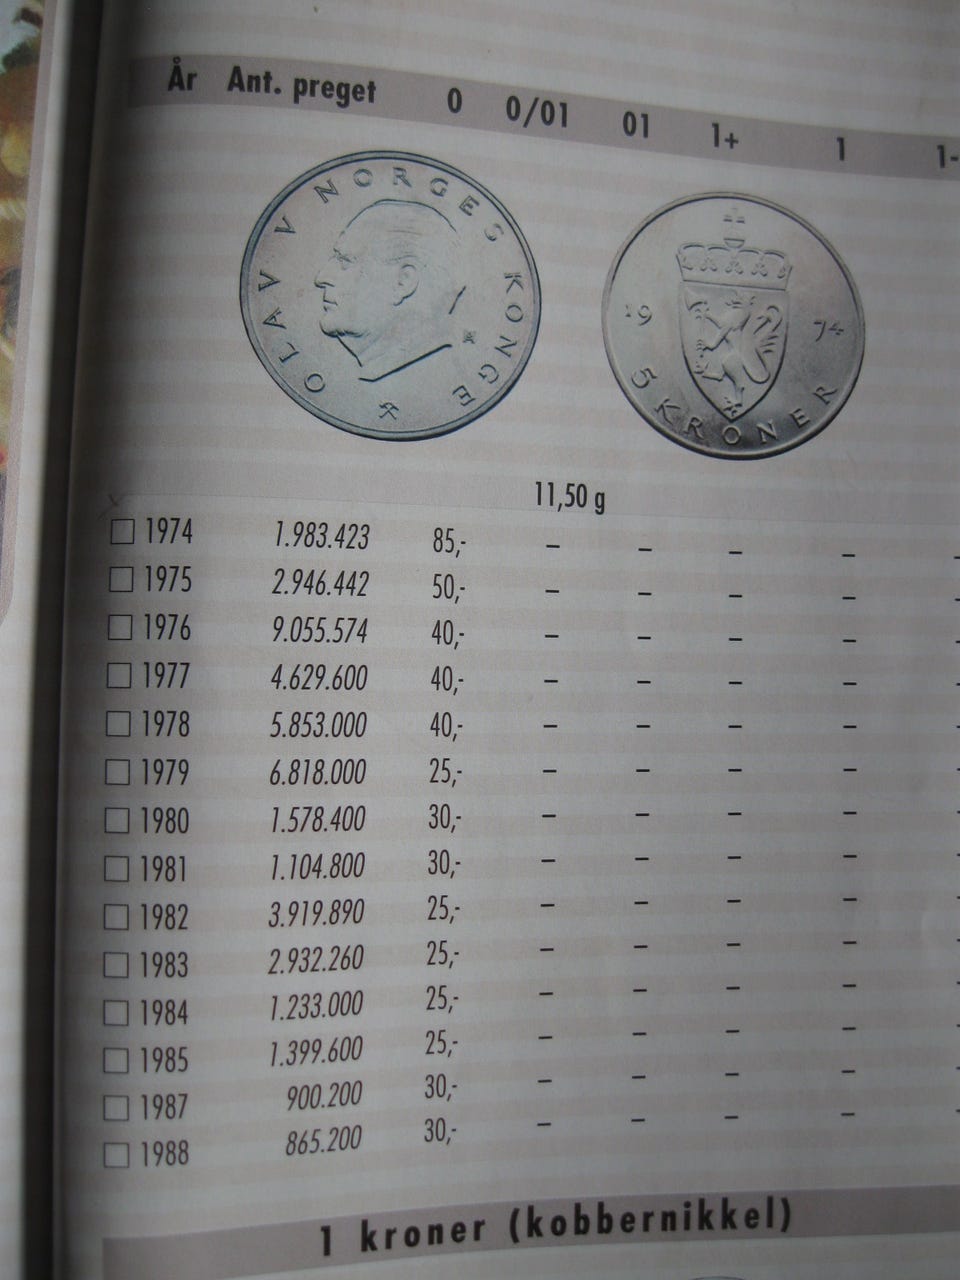 År Ant. preget 0 0/01 01 1+ 1 1-
OLAV V NORGES KONGE
19 74
5 KRONER
11,50 g
1974 1.983.423 85,- – – – – –
1975 2.946.442 50,- – – – – –
1976 9.055.574 40,- – – – – –
1977 4.629.600 40,- – – – – –
1978 5.853.000 40,- – – – – –
1979 6.818.000 25,- – – – – –
1980 1.578.400 30,- – – – – –
1981 1.104.800 30,- – – – – –
1982 3.919.890 25,- – – – – –
1983 2.932.260 25,- – – – – –
1984 1.233.000 25,- – – – – –
1985 1.399.600 25,- – – – – –
1987 900.200 30,- – – – – –
1988 865.200 30,- – – – – –
1 kroner (kobbernikkel)